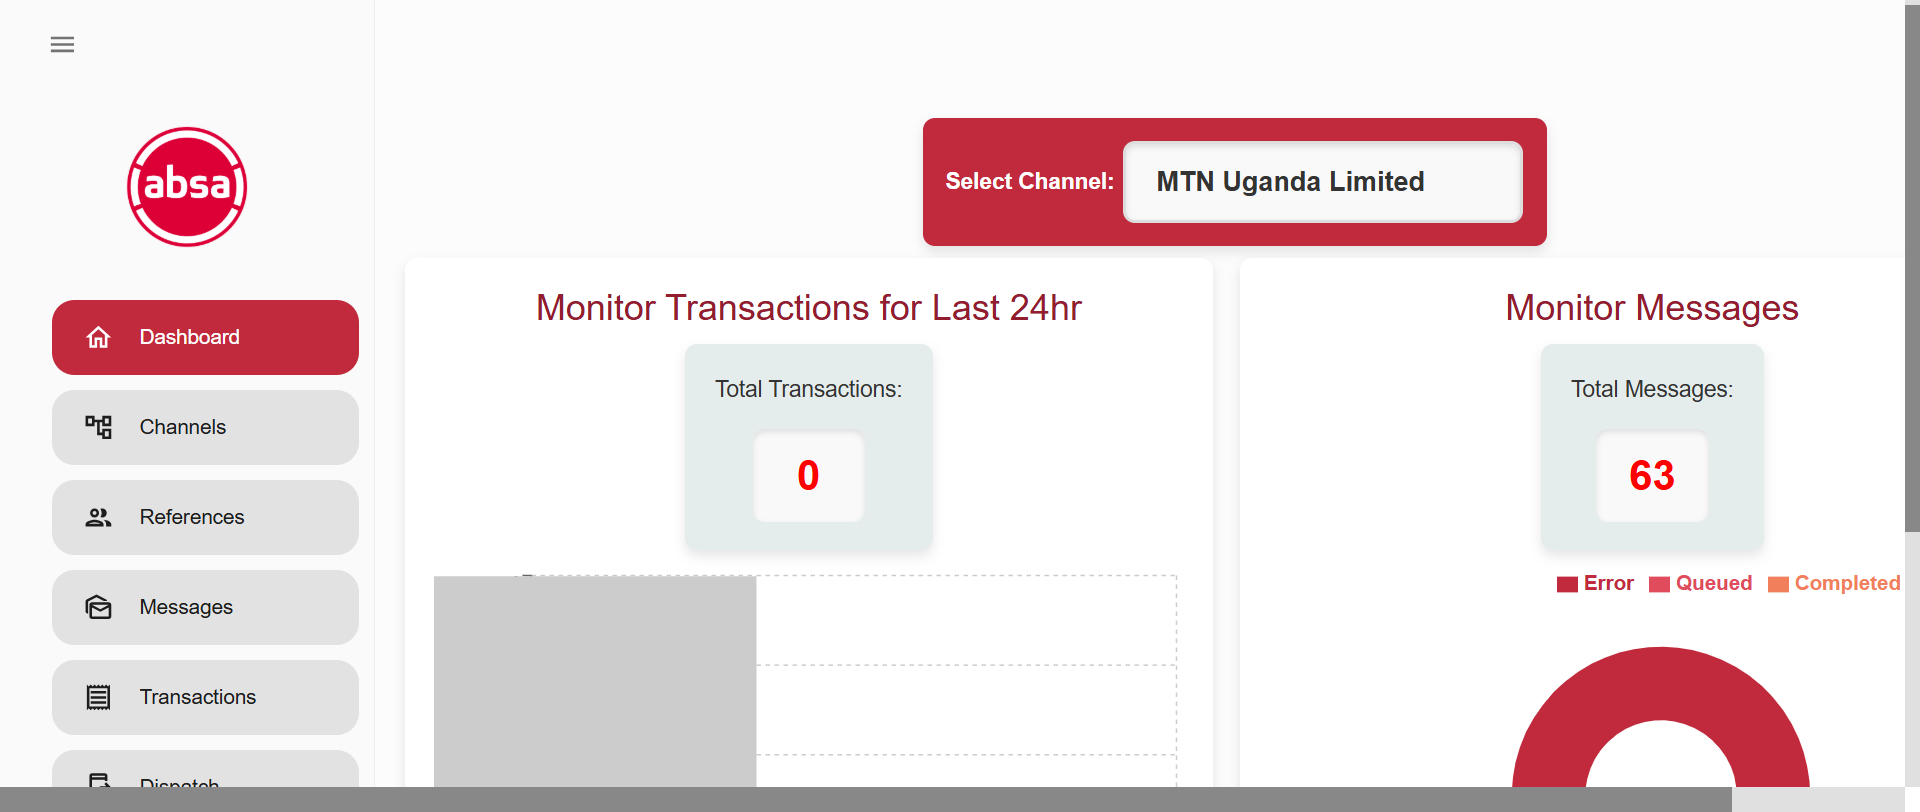 absa
Select Channel: MTN Uganda Limited
Dashboard
Channels
References
Messages
Transactions
Dispatch
Monitor Transactions for Last 24hr
Total Transactions:
0
Monitor Messages
Total Messages:
63
Error Queued Completed